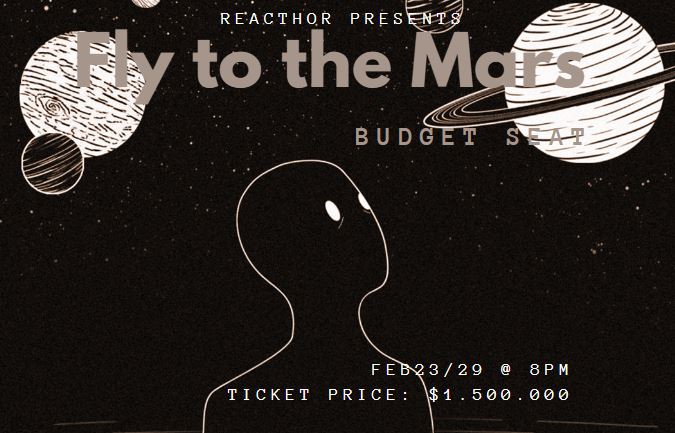 REACTHOR PRESENTS
Fly to the Mars
BUDGET SEAT
FEB23/29 @ 8PM
TICKET PRICE: $1.500.000